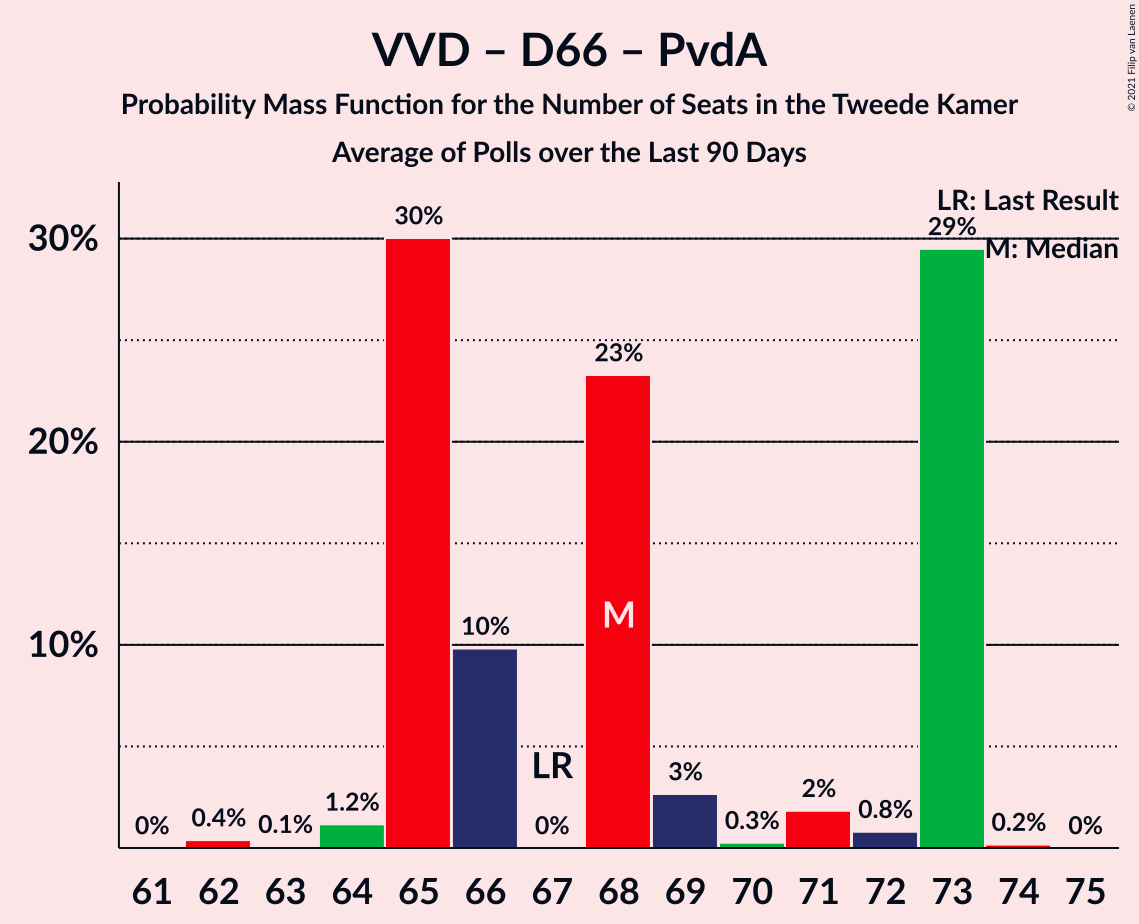 VVD – D66 – PvdA
Probability Mass Function for the Number of Seats in the Tweede Kamer
Average of Polls over the Last 90 Days
© 2021 Filip van Laenen
LR: Last Result
M: Median
30%
20%
10%
0%
0.4%
0.1%
1.2%
30%
10%
0%
23%
3%
0.3%
2%
0.8%
29%
0.2%
0%
LR
M
61 62 63 64 65 66 67 68 69 70 71 72 73 74 75